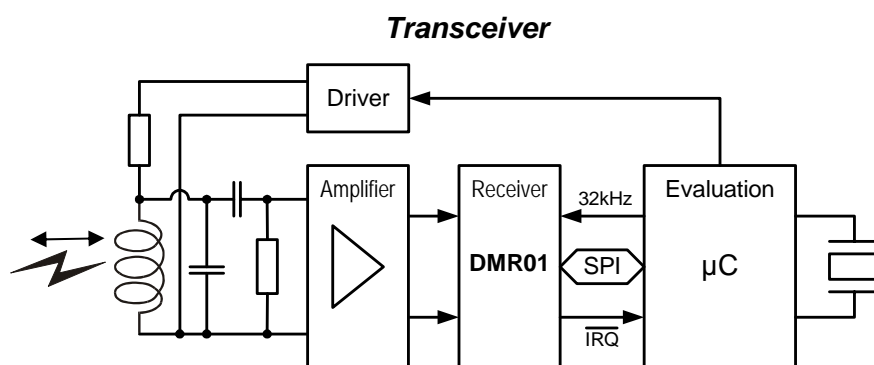 Transceiver
Driver
Amplifier
Receiver
32kHz
Evaluation
DMR01
SPI
µC
IRQ